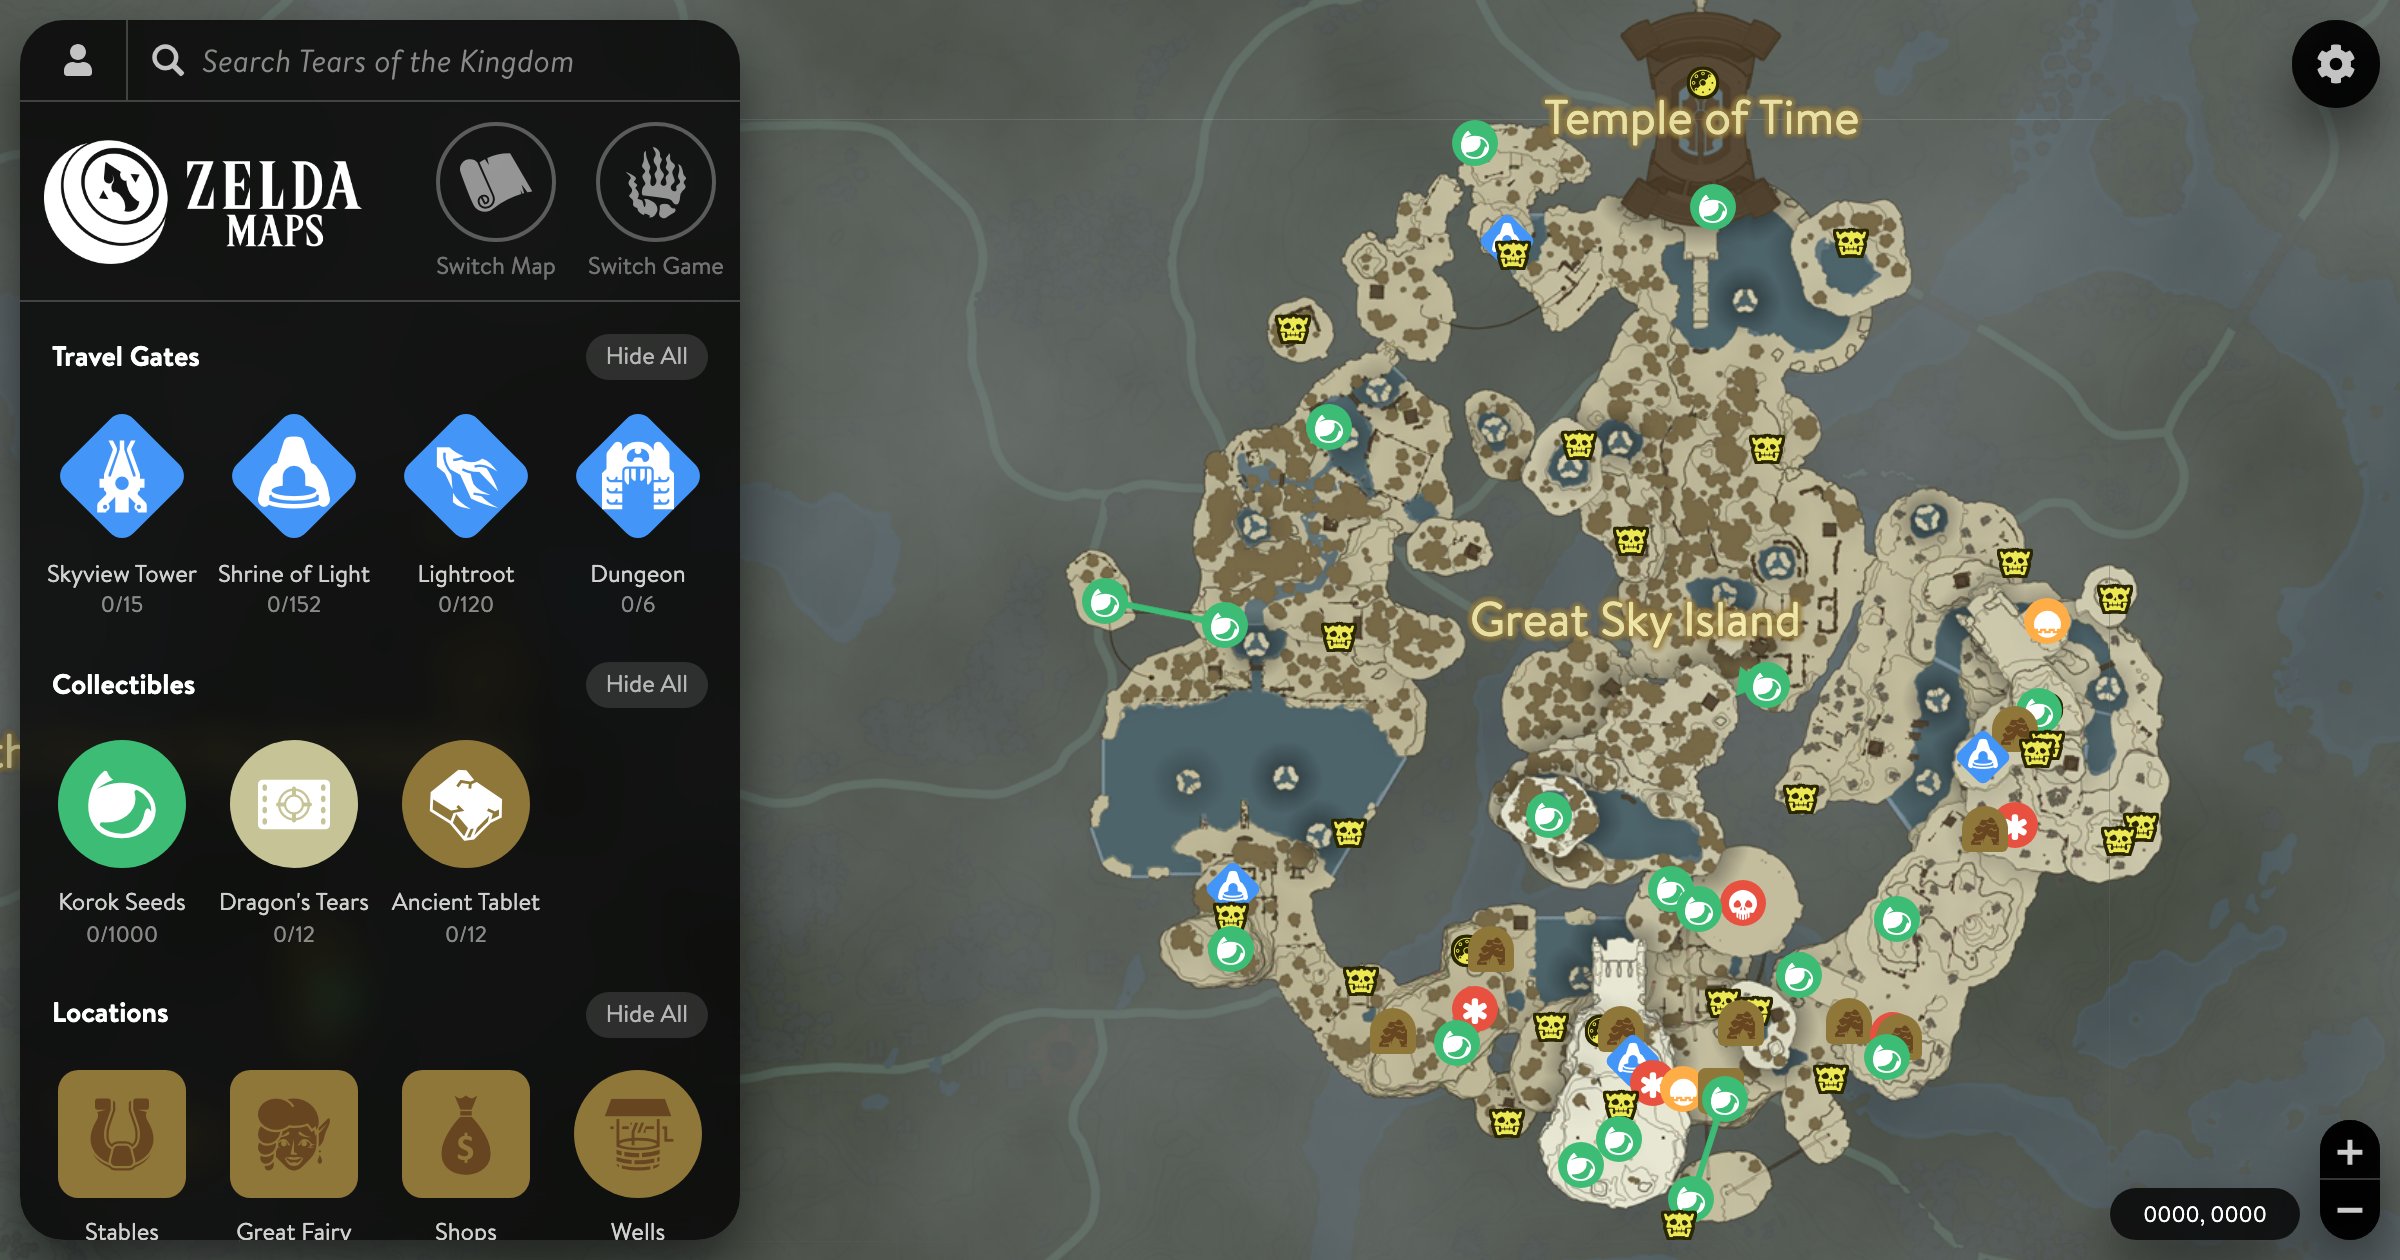 Search Tears of the Kingdom
ZELDA
MAPS
Switch Map
Switch Game
Travel Gates
Hide All
Skyview Tower
0/15
Shrine of Light
0/152
Lightroot
0/120
Dungeon
0/6
Collectibles
Hide All
Korok Seeds
0/1000
Dragon's Tears
0/12
Ancient Tablet
0/12
Locations
Hide All
Stables
Great Fairy
Shops
Wells
Temple of Time
Great Sky Island
0000, 0000